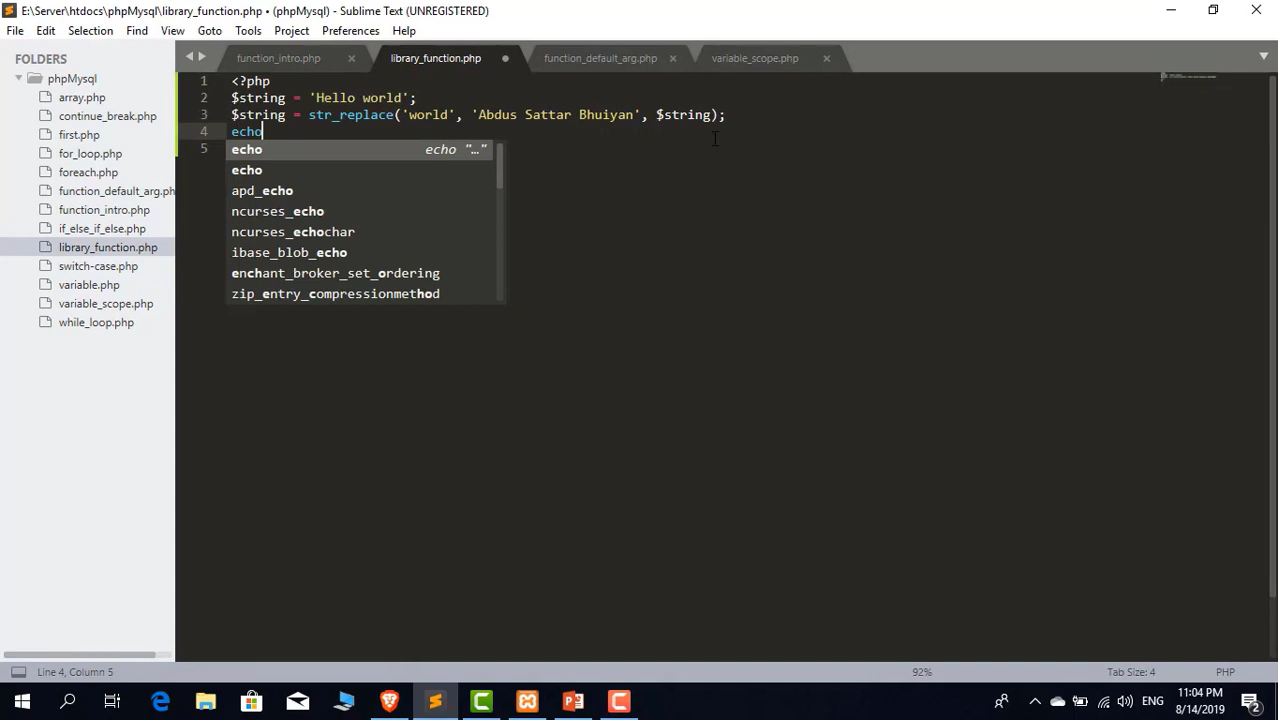 E:\Server\htdocs\phpMysql\library_function.php • (phpMysql) - Sublime Text (UNREGISTERED)
File Edit Selection Find View Goto Tools Project Preferences Help
FOLDERS
phpMysql
array.php
continue_break.php
first.php
for_loop.php
foreach.php
function_default_arg.ph
function_intro.php
if_else_if_else.php
library_function.php
switch-case.php
variable.php
variable_scope.php
while_loop.php
function_intro.php library_function.php function_default_arg.php variable_scope.php
1 <?php
2 $string = 'Hello world';
3 $string = str_replace('world', 'Abdus Sattar Bhuiyan', $string);
4 echo
5
echo echo "…"
echo
apd_echo
ncurses_echo
ncurses_echochar
ibase_blob_echo
enchant_broker_set_ordering
zip_entry_compressionmethod
Line 4, Column 5 92% Tab Size: 4 PHP
ENG 11:04 PM
8/14/2019 2